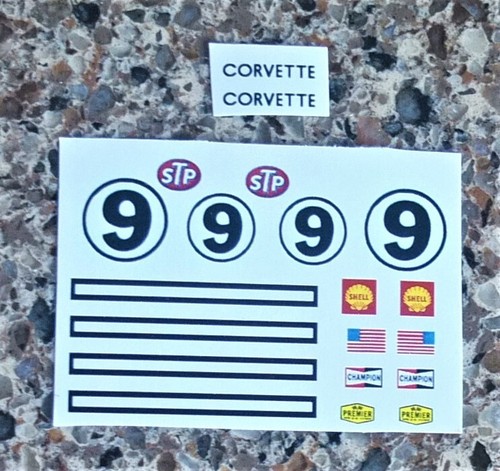 CORVETTE
CORVETTE
STP STP
9 9 9 9
SHELL SHELL
CHAMPION CHAMPION
PREMIER PREMIER